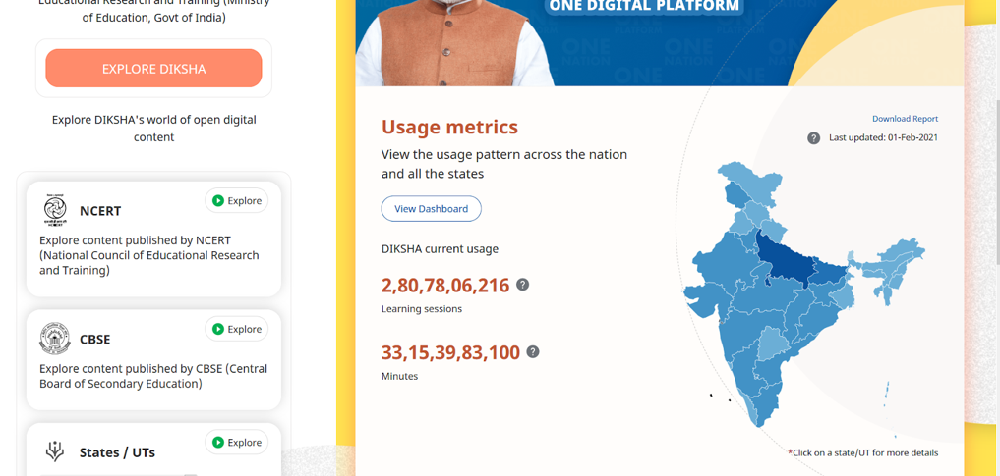 Educational Research and Training (Ministry
of Education, Govt of India)
EXPLORE DIKSHA
Explore DIKSHA's world of open digital
content
NCERT
Explore
Explore content published by NCERT
(National Council of Educational Research
and Training)
CBSE
Explore
Explore content published by CBSE (Central
Board of Secondary Education)
States / UTs
Explore
ONE DIGITAL PLATFORM
ONE
NATION
ONE
NATION
ONE
Usage metrics
View the usage pattern across the nation
and all the states
View Dashboard
DIKSHA current usage
2,80,78,06,216 ?
Learning sessions
33,15,39,83,100 ?
Minutes
Download Report
? Last updated: 01-Feb-2021
*Click on a state/UT for more details